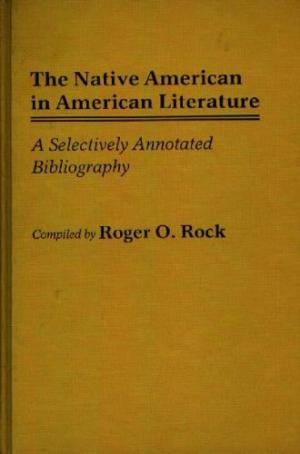 The Native American
in American Literature
A Selectively Annotated
Bibliography
Compiled by Roger O. Rock